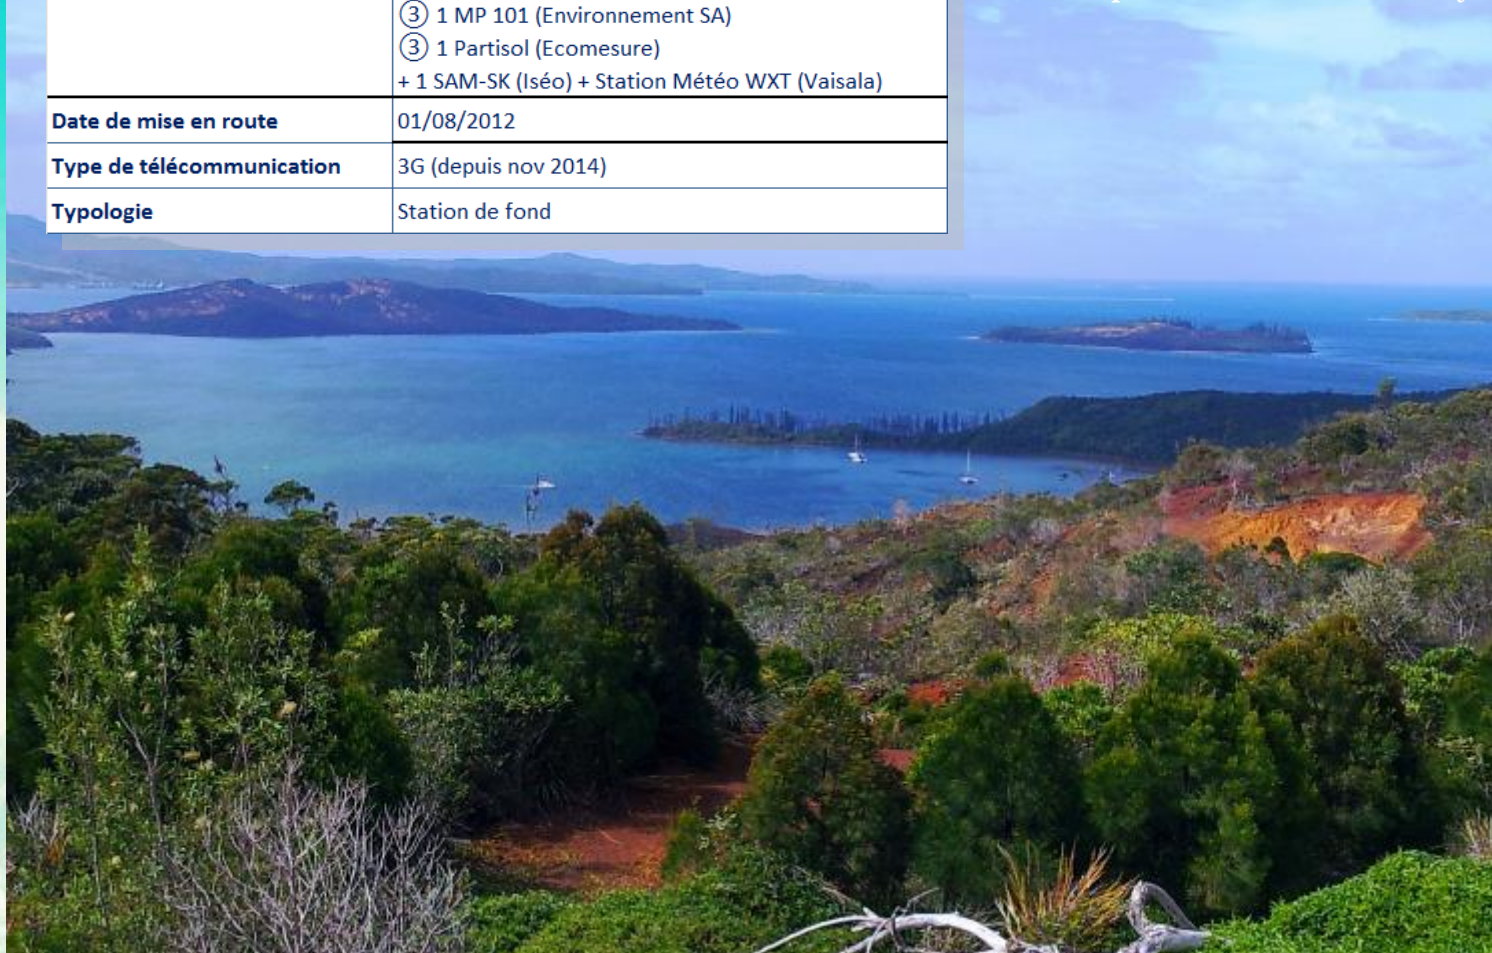 ③ 1 MP 101 (Environnement SA)
③ 1 Partisol (Ecomesure)
+ 1 SAM-SK (Iséo) + Station Météo WXT (Vaisala)
Date de mise en route 01/08/2012
Type de télécommunication 3G (depuis nov 2014)
Typologie Station de fond